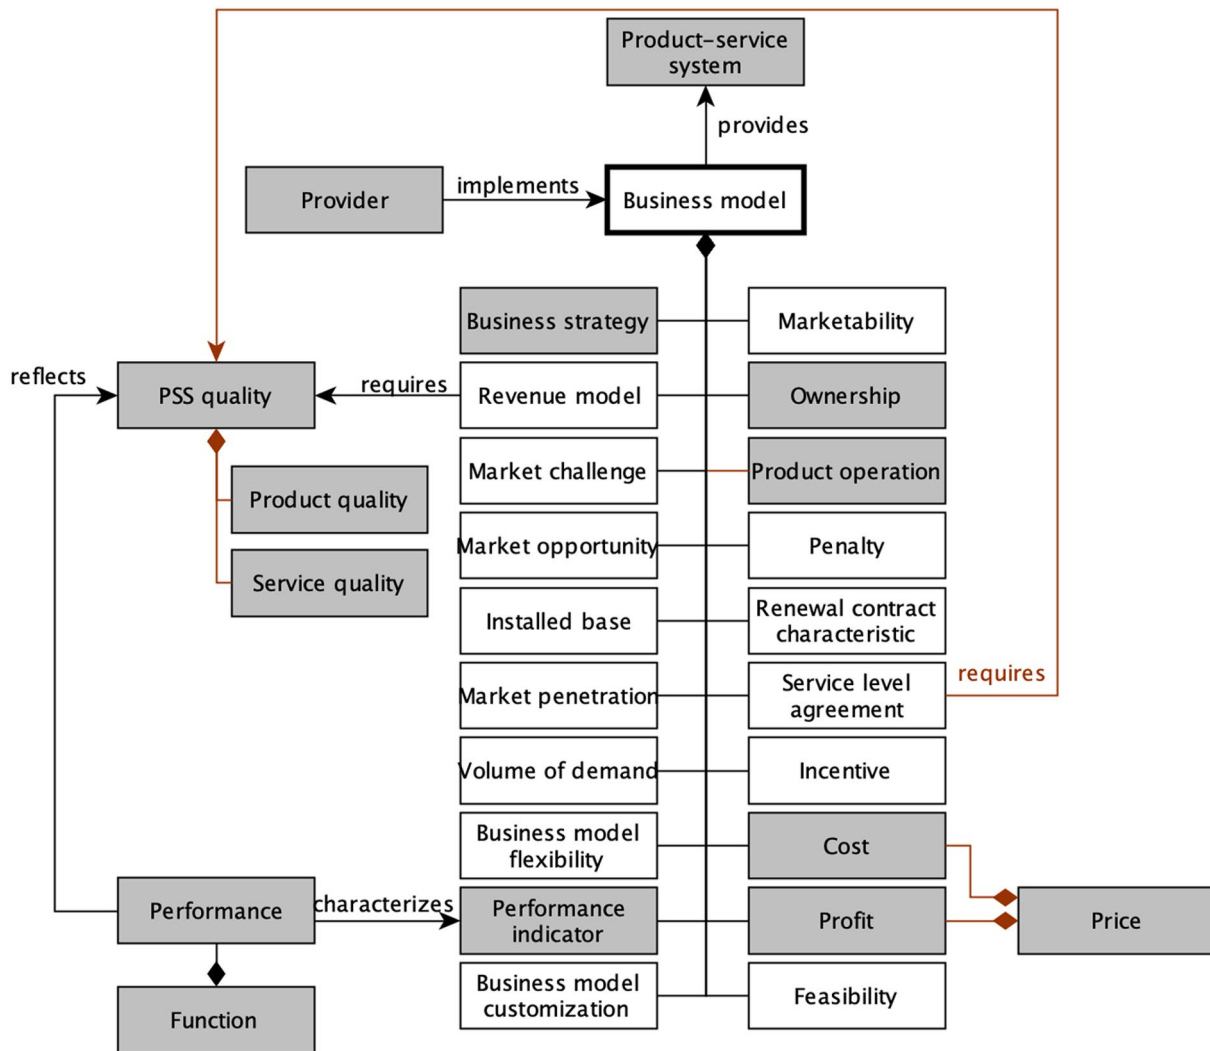 Product-service
system
provides
implements
Provider
Business model
Business strategy
Marketability
reflects
PSS quality
requires
Revenue model
Ownership
Market challenge
Product operation
Product quality
Market opportunity
Penalty
Service quality
Installed base
Renewal contract
characteristic
Market penetration
Service level
agreement
requires
Volume of demand
Incentive
Business model
flexibility
Cost
Performance
characterizes
Performance
indicator
Profit
Price
Business model
customization
Feasibility
Function